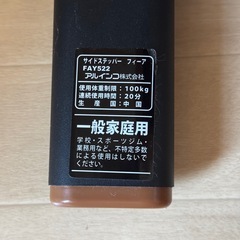 サイドステッパー フィーア
FAY522
アルインコ株式会社
使用体重制限：100kg
連続使用時間：20分
生産国：中国
一般家庭用
学校・スポーツジム・
業務用など、不特定多数
による使用はしないで
ください。